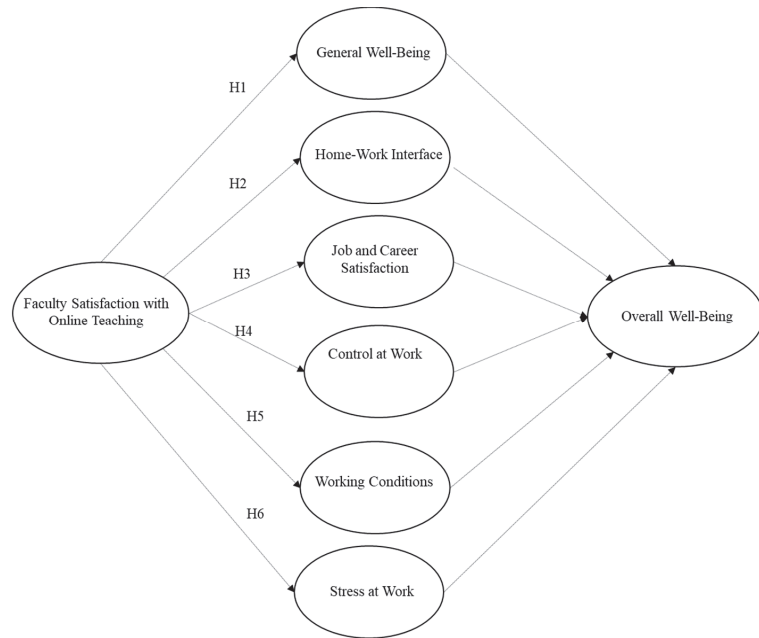 General Well-Being
H1
Home-Work Interface
H2
Job and Career
Satisfaction
H3
Faculty Satisfaction with
Online Teaching
Overall Well-Being
H4
Control at Work
H5
Working Conditions
H6
Stress at Work